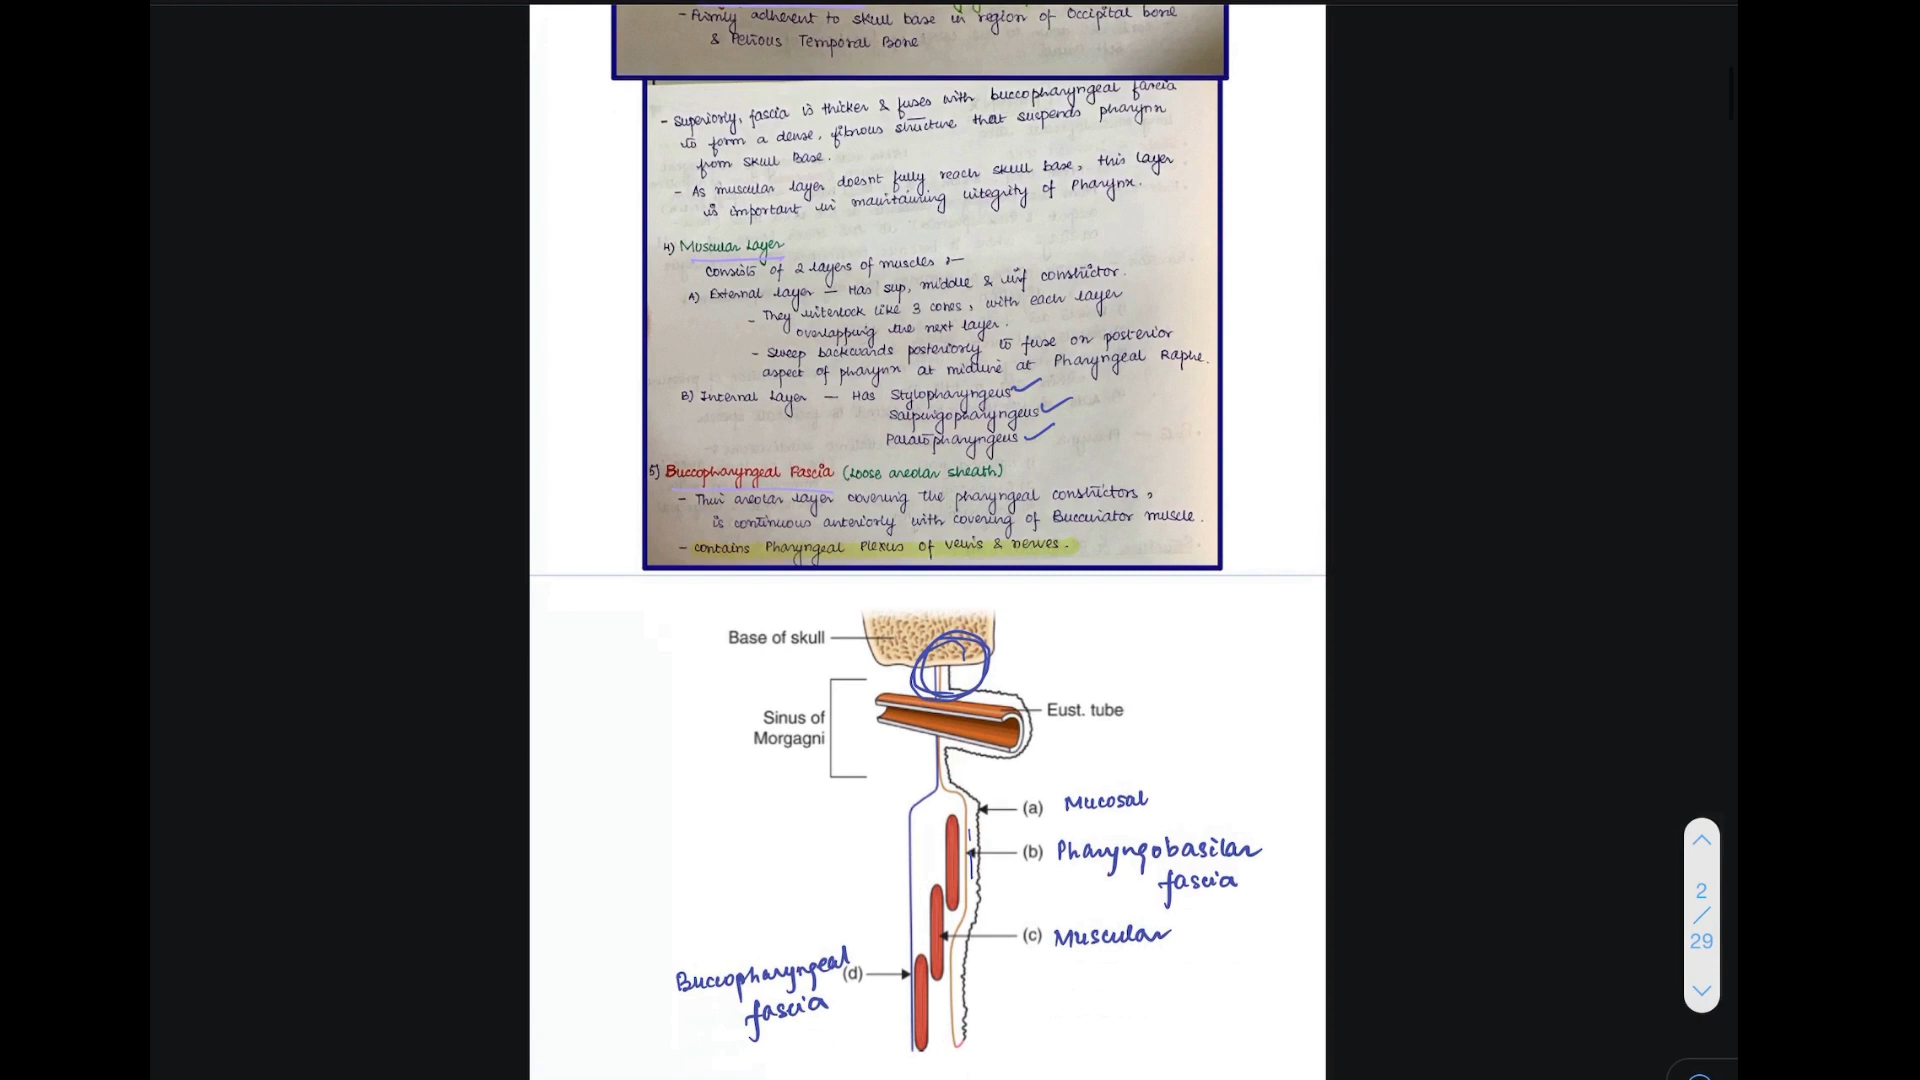 - Firmly adherent to skull base in region of Occipital bone
& Petrous Temporal Bone
- Superiorly, fascia is thicker & fuses with buccopharyngeal fascia
to form a dense, fibrous structure that suspends pharynx
from skull Base.
- As muscular layer doesnt fully reach skull base, this layer
is important in maintaining integrity of Pharynx.
4) Muscular Layer
Consists of 2 layers of muscles :-
A) External layer - Has sup, middle & inf constrictor.
- They interlock like 3 cones, with each layer
overlapping the next layer.
- sweep backwards posteriorly to fuse on posterior
aspect of pharynx at midline at Pharyngeal Raphe.
B) Internal Layer - Has Stylopharyngeus
Salpingopharyngeus
Palatopharyngeus
5) Buccopharyngeal Fascia (Loose areolar sheath)
- Thin areolar layer covering the pharyngeal constrictors,
is continuous anteriorly with covering of Buccinator muscle.
- contains Pharyngeal Plexus of veins & nerves.
Base of skull
Sinus of
Morgagni
Eust. tube
(a) Mucosal
(b) Pharyngobasilar
fascia
(c) Muscular
Buccopharyngeal (d)
fascia
2
/
29